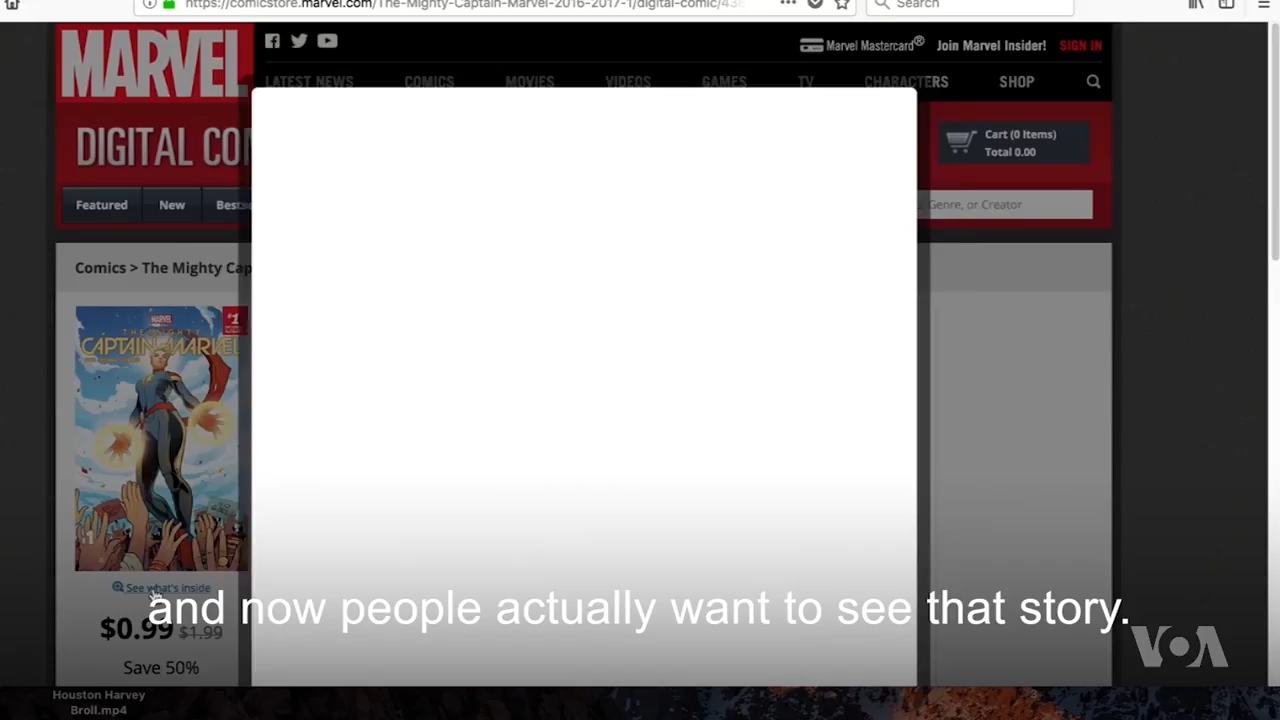 https://comicstore.marvel.com/The-Mighty-Captain-Marvel-2016-2017-1/digital-comic/43
Search
MARVEL
Marvel Mastercard®
Join Marvel Insider!
SIGN IN
LATEST NEWS
COMICS
MOVIES
VIDEOS
GAMES
TV
CHARACTERS
SHOP
DIGITAL CO
Cart (0 Items)
Total 0.00
Featured
New
Bests
Genre, or Creator
Comics > The Mighty Cap
MARVEL
#1
THE MIGHTY
CAPTAIN MARVEL
See what's inside
and now people actually want to see that story.
$0.99 $1.99
Save 50%
VOA
Houston Harvey
Broll.mp4